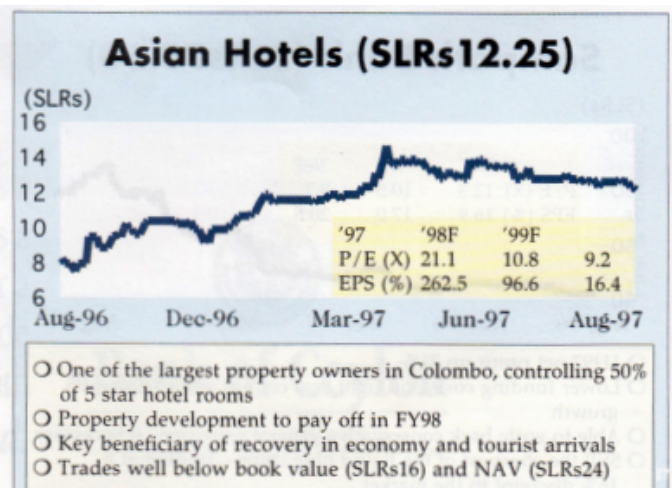 Asian Hotels (SLRs12.25)
(SLRs)
16
14
12
10
8
6
'97 '98F '99F
P/E (X) 21.1 10.8 9.2
EPS (%) 262.5 96.6 16.4
Aug-96 Dec-96 Mar-97 Jun-97 Aug-97
One of the largest property owners in Colombo, controlling 50%
of 5 star hotel rooms
Property development to pay off in FY98
Key beneficiary of recovery in economy and tourist arrivals
Trades well below book value (SLRs16) and NAV (SLRs24)